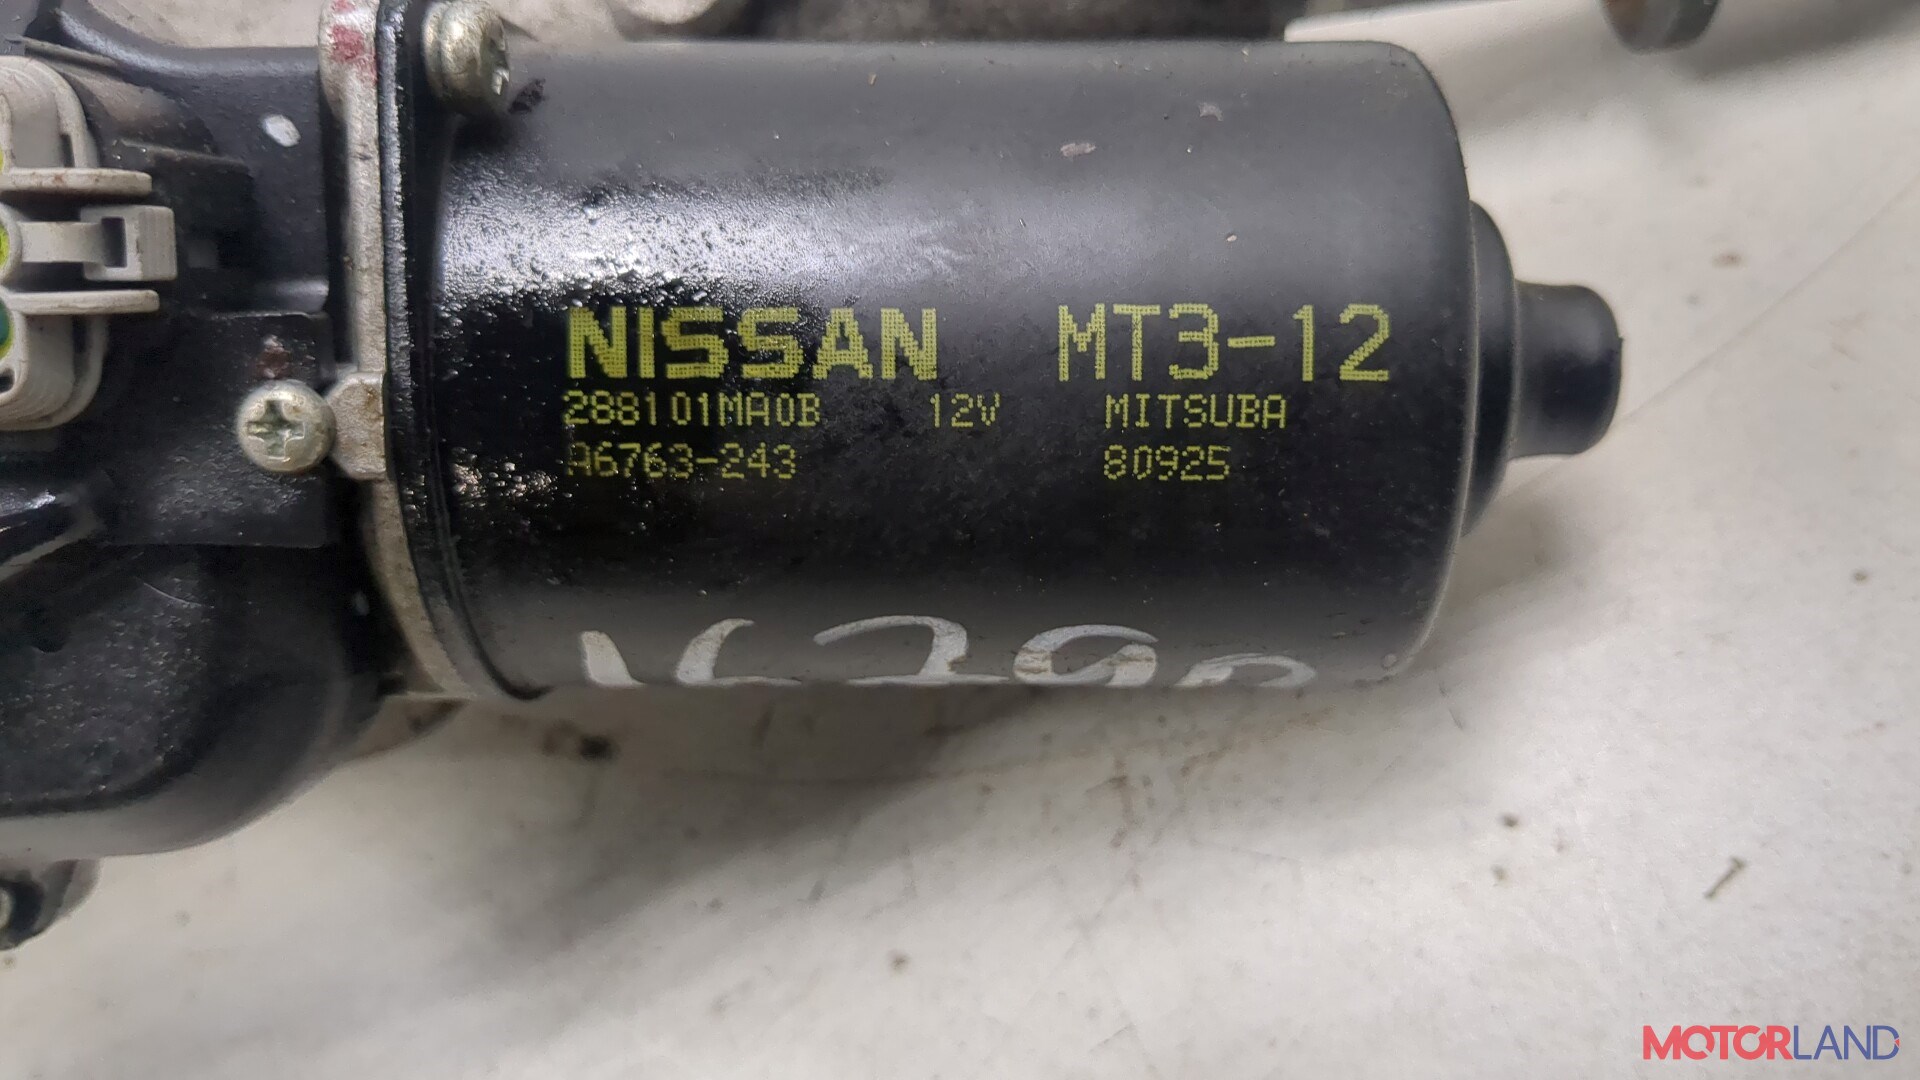 NISSAN MT3-12
288101MA0B 12V MITSUBA
A6763-243 80925
MOTORLAND